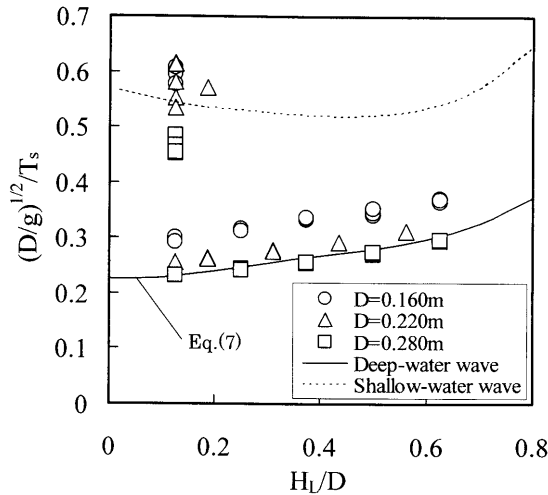 0.7
0.6
0.5
0.4
0.3
0.2
0.1
0
(D/g)^{1/2}/T_s
Eq.(7)
D=0.160m
D=0.220m
D=0.280m
Deep-water wave
Shallow-water wave
0 0.2 0.4 0.6 0.8
H_L/D